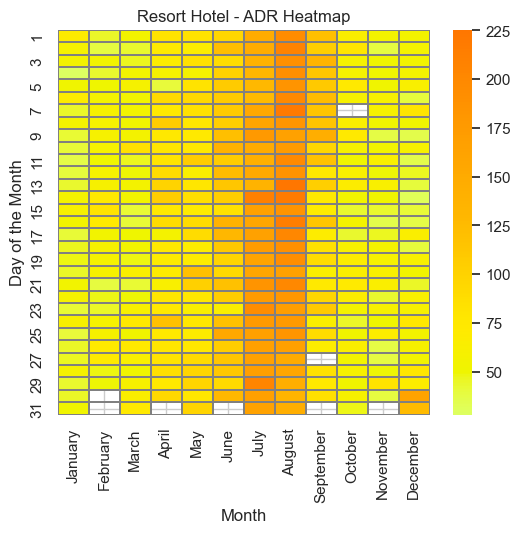 Resort Hotel - ADR Heatmap
Day of the Month
1
3
5
7
9
11
13
15
17
19
21
23
25
27
29
31
January
February
March
April
May
June
July
August
September
October
November
December
Month
225
200
175
150
125
100
75
50